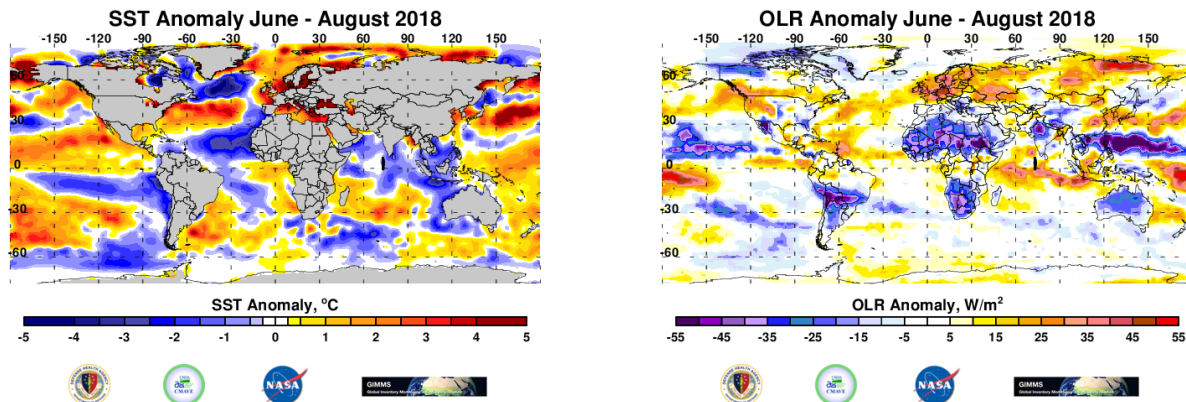 SST Anomaly June - August 2018
-150 -120 -90 -60 -30 0 30 60 90 120 150
60
30
0
-30
-60
SST Anomaly, °C
-5 -4 -3 -2 -1 0 1 2 3 4 5
NASA
GIMMS
OLR Anomaly June - August 2018
-150 -120 -90 -60 -30 0 30 60 90 120 150
60
30
0
-30
-60
OLR Anomaly, W/m²
-55 -45 -35 -25 -15 -5 5 15 25 35 45 55
NASA
GIMMS